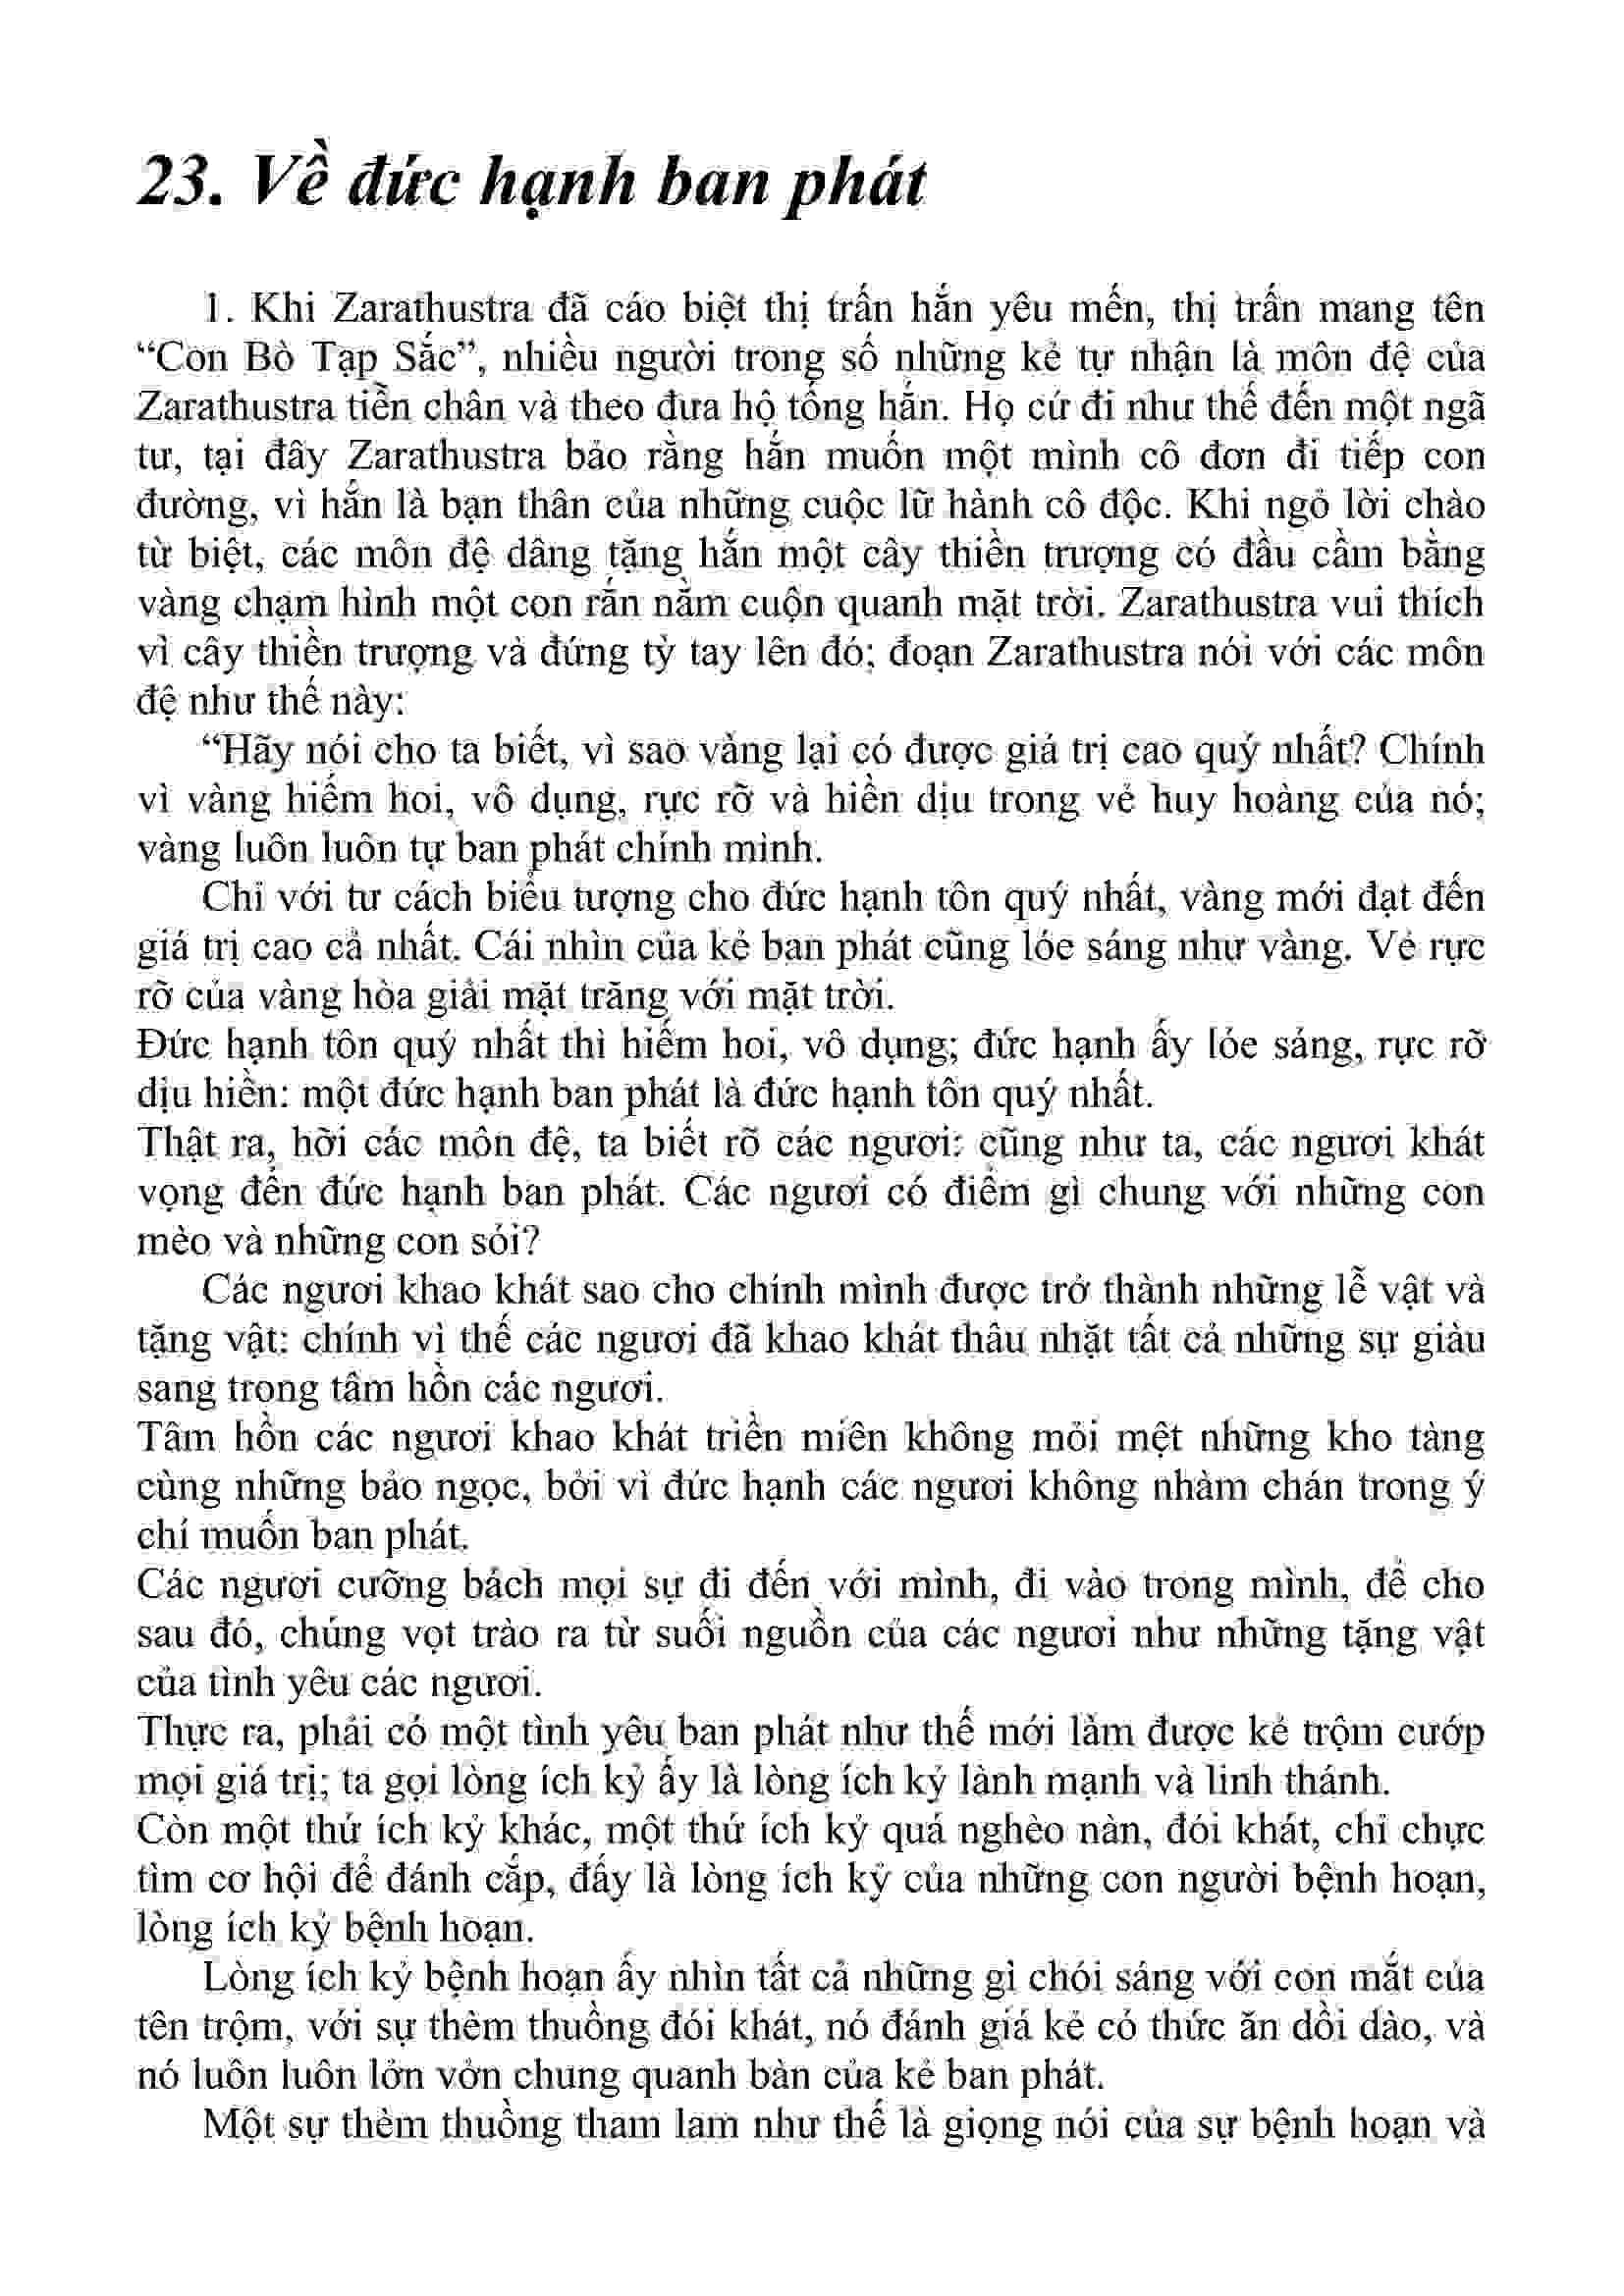 23. Về đức hạnh ban phát
1. Khi Zarathustra đã cáo biệt thị trấn hắn yêu mến, thị trấn mang tên
“Con Bò Tạp Sắc”, nhiều người trong số những kẻ tự nhận là môn đệ của
Zarathustra tiền chân và theo đưa hộ tống hắn. Họ cứ đi như thế đến một ngã
tư, tại đây Zarathustra bảo rằng hắn muốn một mình cô đơn đi tiếp con
đường, vì hắn là bạn thân của những cuộc lữ hành cô độc. Khi ngỏ lời chào
từ biệt, các môn đệ dâng tặng hắn một cây thiền trượng có đầu cầm bằng
vàng chạm hình một con rắn nằm cuộn quanh mặt trời. Zarathustra vui thích
vì cây thiền trượng và đứng tỳ tay lên đó; đoạn Zarathustra nói với các môn
đệ như thế này:
“Hãy nói cho ta biết, vì sao vàng lại có được giá trị cao quý nhất? Chính
vì vàng hiếm hoi, vô dụng, rực rỡ và hiền dịu trong vẻ huy hoàng của nó;
vàng luôn luôn tự ban phát chính mình.
Chỉ với tư cách biểu tượng cho đức hạnh tôn quý nhất, vàng mới đạt đến
giá trị cao cả nhất. Cái nhìn của kẻ ban phát cũng lóe sáng như vàng. Vẻ rực
rỡ của vàng hòa giải mặt trăng với mặt trời.
Đức hạnh tôn quý nhất thì hiếm hoi, vô dụng; đức hạnh ấy lóe sáng, rực rỡ
dịu hiền: một đức hạnh ban phát là đức hạnh tôn quý nhất.
Thật ra, hỡi các môn đệ, ta biết rõ các ngươi: cũng như ta, các ngươi khát
vọng đến đức hạnh ban phát. Các ngươi có điểm gì chung với những con
mèo và những con sói?
Các ngươi khao khát sao cho chính mình được trở thành những lễ vật và
tặng vật: chính vì thế các ngươi đã khao khát thâu nhặt tất cả những sự giàu
sang trong tâm hồn các ngươi.
Tâm hồn các ngươi khao khát triền miên không mỏi mệt những kho tàng
cùng những bảo ngọc, bởi vì đức hạnh các ngươi không nhàm chán trong ý
chí muốn ban phát.
Các ngươi cưỡng bách mọi sự đi đến với mình, đi vào trong mình, để cho
sau đó, chúng vọt trào ra từ suối nguồn của các ngươi như những tặng vật
của tình yêu các ngươi.
Thực ra, phải có một tình yêu ban phát như thế mới làm được kẻ trộm cướp
mọi giá trị; ta gọi lòng ích kỷ ấy là lòng ích kỷ lành mạnh và linh thánh.
Còn một thứ ích kỷ khác, một thứ ích kỷ quá nghèo nàn, đói khát, chỉ chực
tìm cơ hội để đánh cắp, đấy là lòng ích kỷ của những con người bệnh hoạn,
lòng ích kỷ bệnh hoạn.
Lòng ích kỷ bệnh hoạn ấy nhìn tất cả những gì chói sáng với con mắt của
tên trộm, với sự thèm thuồng đói khát, nó đánh giá kẻ có thức ăn dồi dào, và
nó luôn luôn lởn vởn chung quanh bàn của kẻ ban phát.
Một sự thèm thuồng tham lam như thế là giọng nói của sự bệnh hoạn và